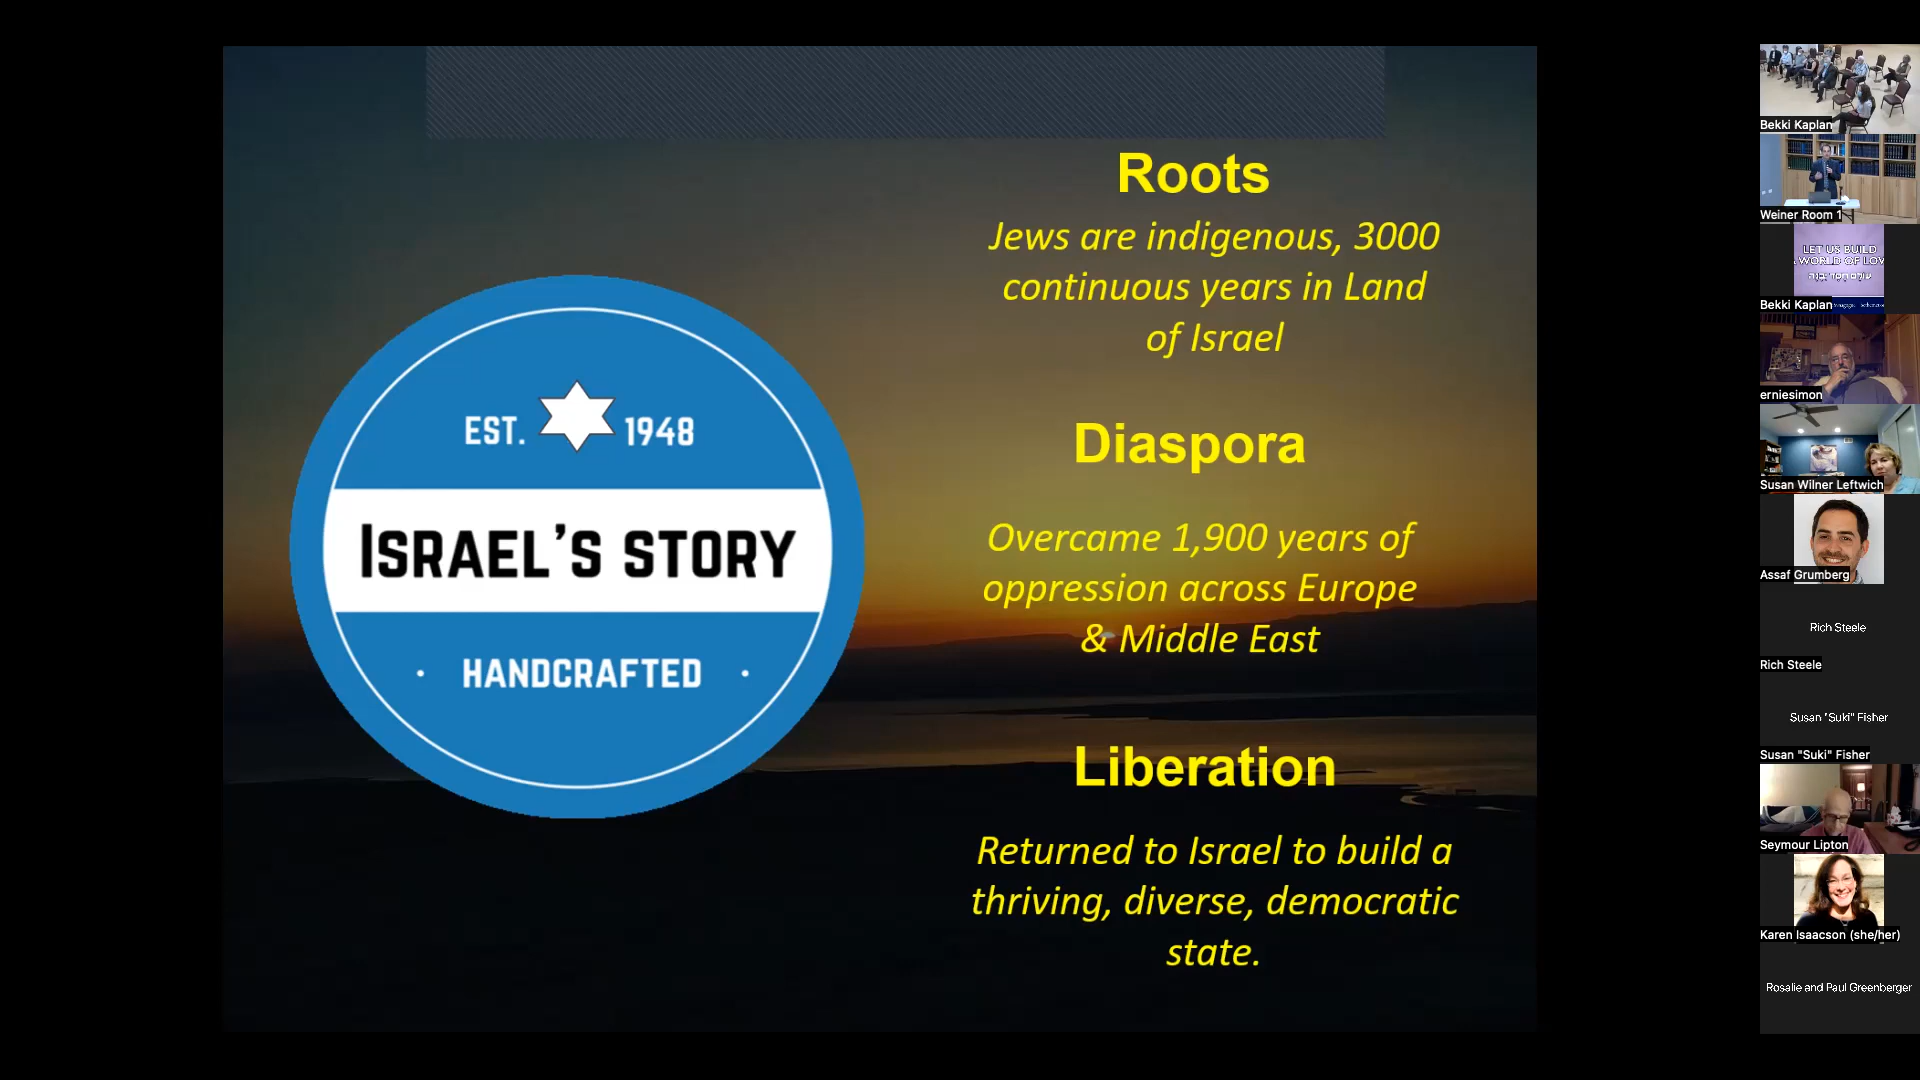 EST. 1948
ISRAEL'S STORY
HANDCRAFTED
Roots
Jews are indigenous, 3000
continuous years in Land
of Israel
Diaspora
Overcame 1,900 years of
oppression across Europe
& Middle East
Liberation
Returned to Israel to build a
thriving, diverse, democratic
state.
Bekki Kaplan
Weiner Room 1
LET US BUILD
A WORLD OF LOV
עולם חסד יבנה
Bekki Kaplan
erniesimon
Susan Wilner Leftwich
Assaf Grumberg
Rich Steele
Rich Steele
Susan "Suki" Fisher
Susan "Suki" Fisher
Seymour Lipton
Karen Isaacson (she/her)
Rosalie and Paul Greenberger